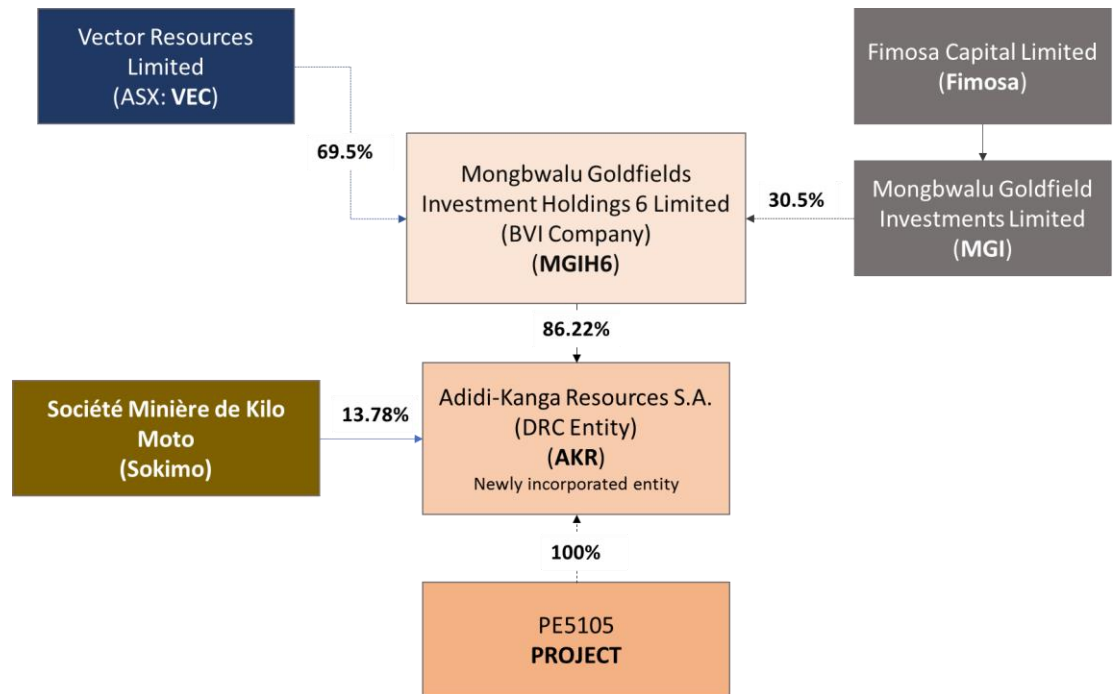 Vector Resources
Limited
(ASX: VEC)
Fimosa Capital Limited
(Fimosa)
69.5%
Mongbwalu Goldfields
Investment Holdings 6 Limited
(BVI Company)
(MGIH6)
30.5%
Mongbwalu Goldfield
Investments Limited
(MGI)
86.22%
Société Minière de Kilo
Moto
(Sokimo)
13.78%
Adidi-Kanga Resources S.A.
(DRC Entity)
(AKR)
Newly incorporated entity
100%
PE5105
PROJECT